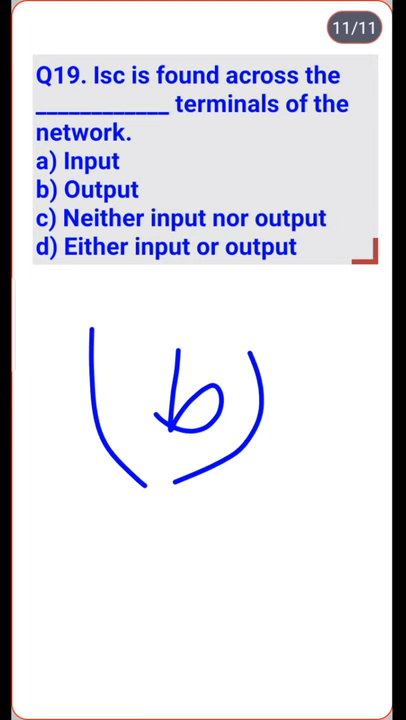 11/11
Q19. Isc is found across the
____________ terminals of the
network.
a) Input
b) Output
c) Neither input nor output
d) Either input or output
(b)